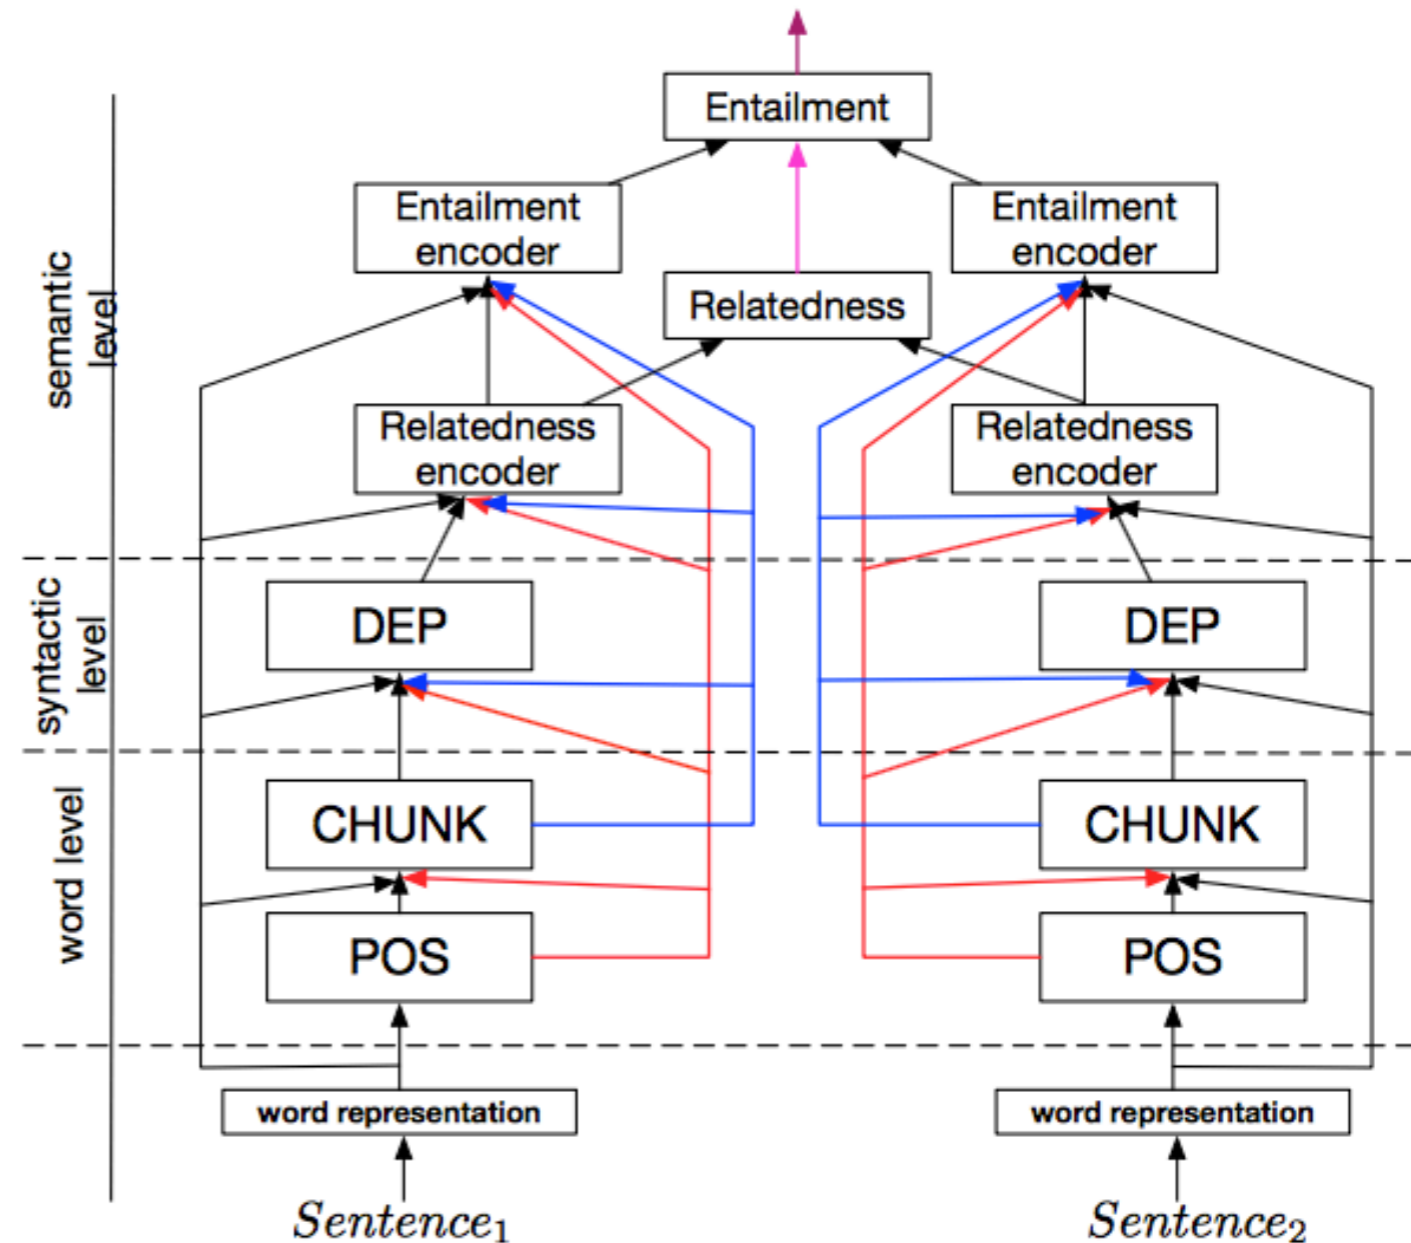 Entailment
Entailment
encoder
Entailment
encoder
Relatedness
Relatedness
encoder
Relatedness
encoder
semantic
level
DEP
DEP
syntactic
level
CHUNK
CHUNK
word level
POS
POS
word representation
word representation
Sentence₁
Sentence₂